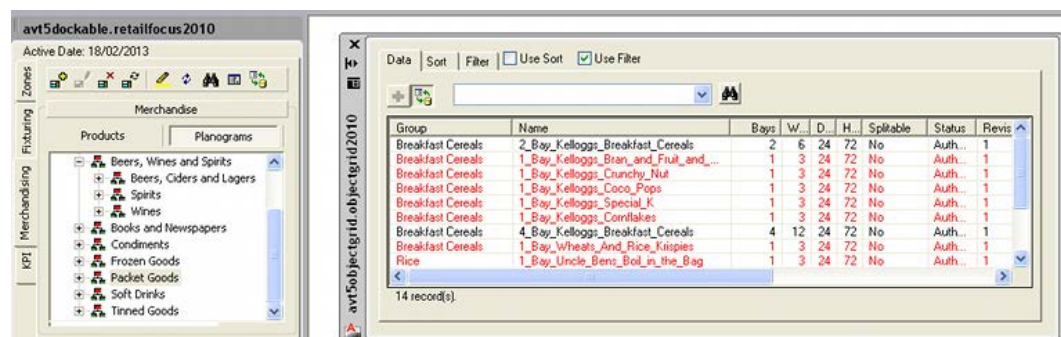 avt5dockable.retailfocus2010
Active Date: 18/02/2013
Zones
Fixturing
Merchandising
KPI
Merchandise
Products Planograms
Beers, Wines and Spirits
Beers, Ciders and Lagers
Spirits
Wines
Books and Newspapers
Condiments
Frozen Goods
Packet Goods
Soft Drinks
Tinned Goods
avt5objectgrid.objectgrid2010
Data Sort Filter Use Sort Use Filter
Group Name Bays W... D... H... Splitable Status Revis
Breakfast Cereals 2_Bay_Kelloggs_Breakfast_Cereals 2 6 24 72 No Auth... 1
Breakfast Cereals 1_Bay_Kelloggs_Bran_and_Fruit_and_... 1 3 24 72 No Auth... 1
Breakfast Cereals 1_Bay_Kelloggs_Crunchy_Nut 1 3 24 72 No Auth... 1
Breakfast Cereals 1_Bay_Kelloggs_Coco_Pops 1 3 24 72 No Auth... 1
Breakfast Cereals 1_Bay_Kelloggs_Special_K 1 3 24 72 No Auth... 1
Breakfast Cereals 1_Bay_Kelloggs_Cornflakes 1 3 24 72 No Auth... 1
Breakfast Cereals 4_Bay_Kelloggs_Breakfast_Cereals 4 12 24 72 No Auth... 1
Breakfast Cereals 1_Bay_Wheats_And_Rice_Krispies 1 3 24 72 No Auth... 1
Rice 1_Bay_Uncle_Bens_Boil_in_the_Bag 1 3 24 72 No Auth... 1
14 record(s).